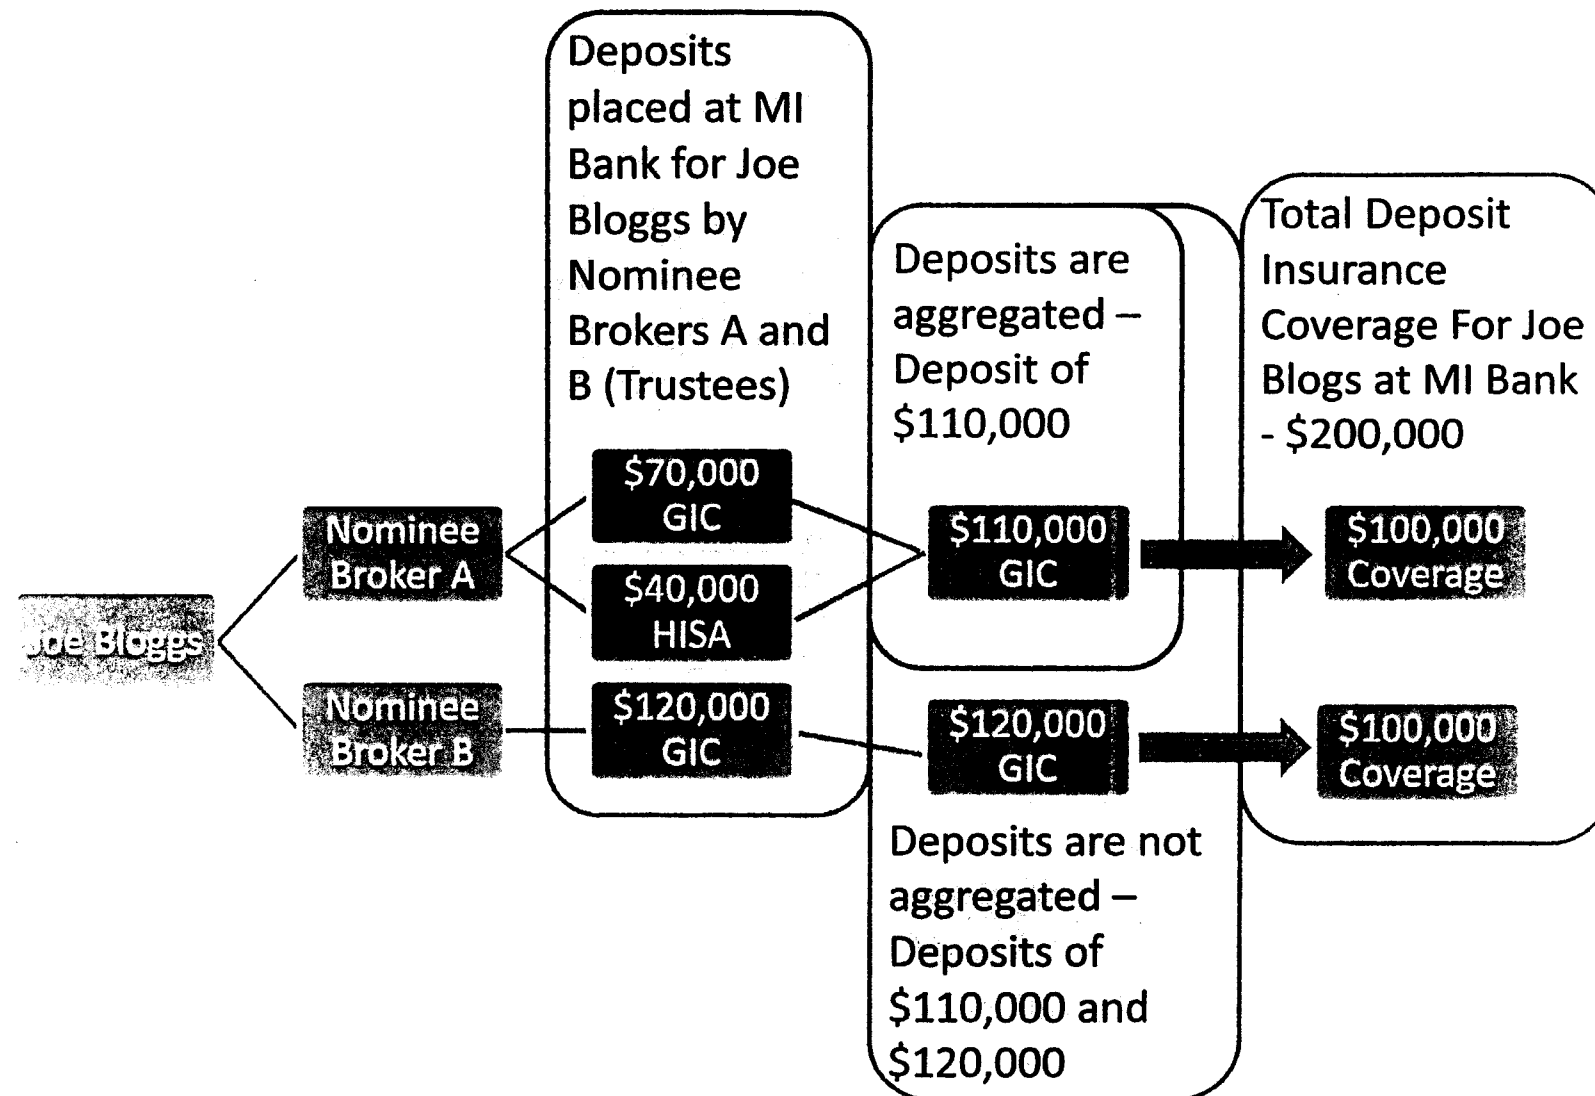 Deposits
placed at MI
Bank for Joe
Bloggs by
Nominee
Brokers A and
B (Trustees)
Deposits are
aggregated –
Deposit of
$110,000
Total Deposit
Insurance
Coverage For Joe
Blogs at MI Bank
- $200,000
Joe Bloggs
Nominee
Broker A
Nominee
Broker B
$70,000
GIC
$40,000
HISA
$120,000
GIC
$110,000
GIC
$120,000
GIC
$100,000
Coverage
$100,000
Coverage
Deposits are not
aggregated –
Deposits of
$110,000 and
$120,000